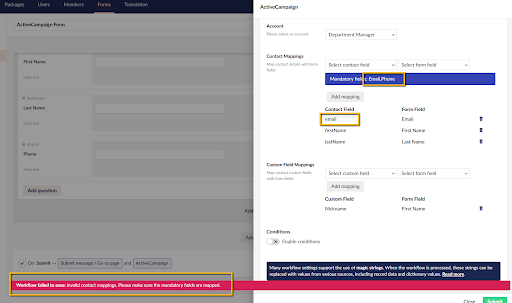 Packages
Users
Members
Forms
Translation
ActiveCampaign Form
First Name
Help text
Last Name
Help text
phone
Phone
Help text
Add question
On Submit
Submit message / Go to page
and
ActiveCampaign
Workflow failed to save: Invalid contact mappings. Please make sure the mandatory fields are mapped.
ActiveCampaign
Account
Please select an account
Department Manager
Contact Mappings
Map contact details with form fields
Select contact field
Select form field
Mandatory fields: Email,Phone
Add mapping
Contact Field
Form Field
email
Email
firstName
First Name
lastName
Last Name
Custom Field Mappings
Map contact custom fields with form fields
Select custom field
Select form field
Add mapping
Custom Field
Form Field
Nickname
First Name
Conditions
Enable conditions
Many workflow settings support the use of magic strings. When the workflow is processed, these strings can be
replaced with values from various sources, including record data and dictionary values. Read more.
Close
Submit